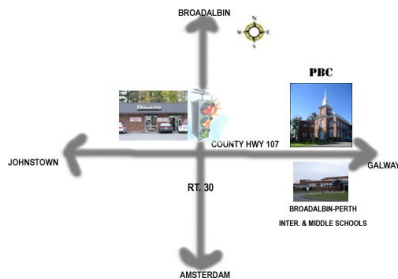 BROADALBIN
N
W E
S
PBC
COUNTY HWY 107
JOHNSTOWN
GALWAY
RT. 30
BROADALBIN-PERTH
INTER. & MIDDLE SCHOOLS
AMSTERDAM